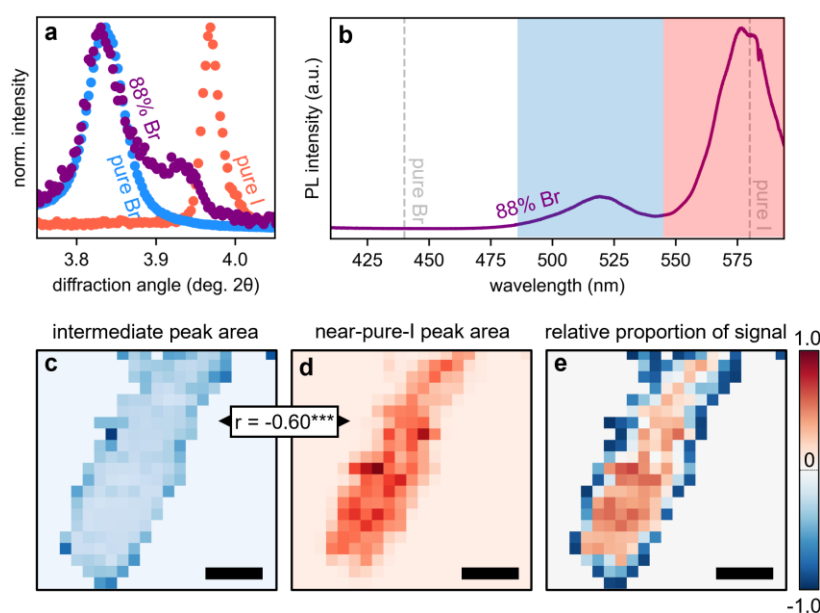 a
norm. intensity
88% Br
pure Br
pure I
3.8
3.9
4.0
diffraction angle (deg. 2θ)
b
PL intensity (a.u.)
pure Br
88% Br
pure I
425
450
475
500
525
550
575
wavelength (nm)
intermediate peak area
near-pure-I peak area
relative proportion of signal
c
d
e
r = -0.60***
1.0
0
-1.0